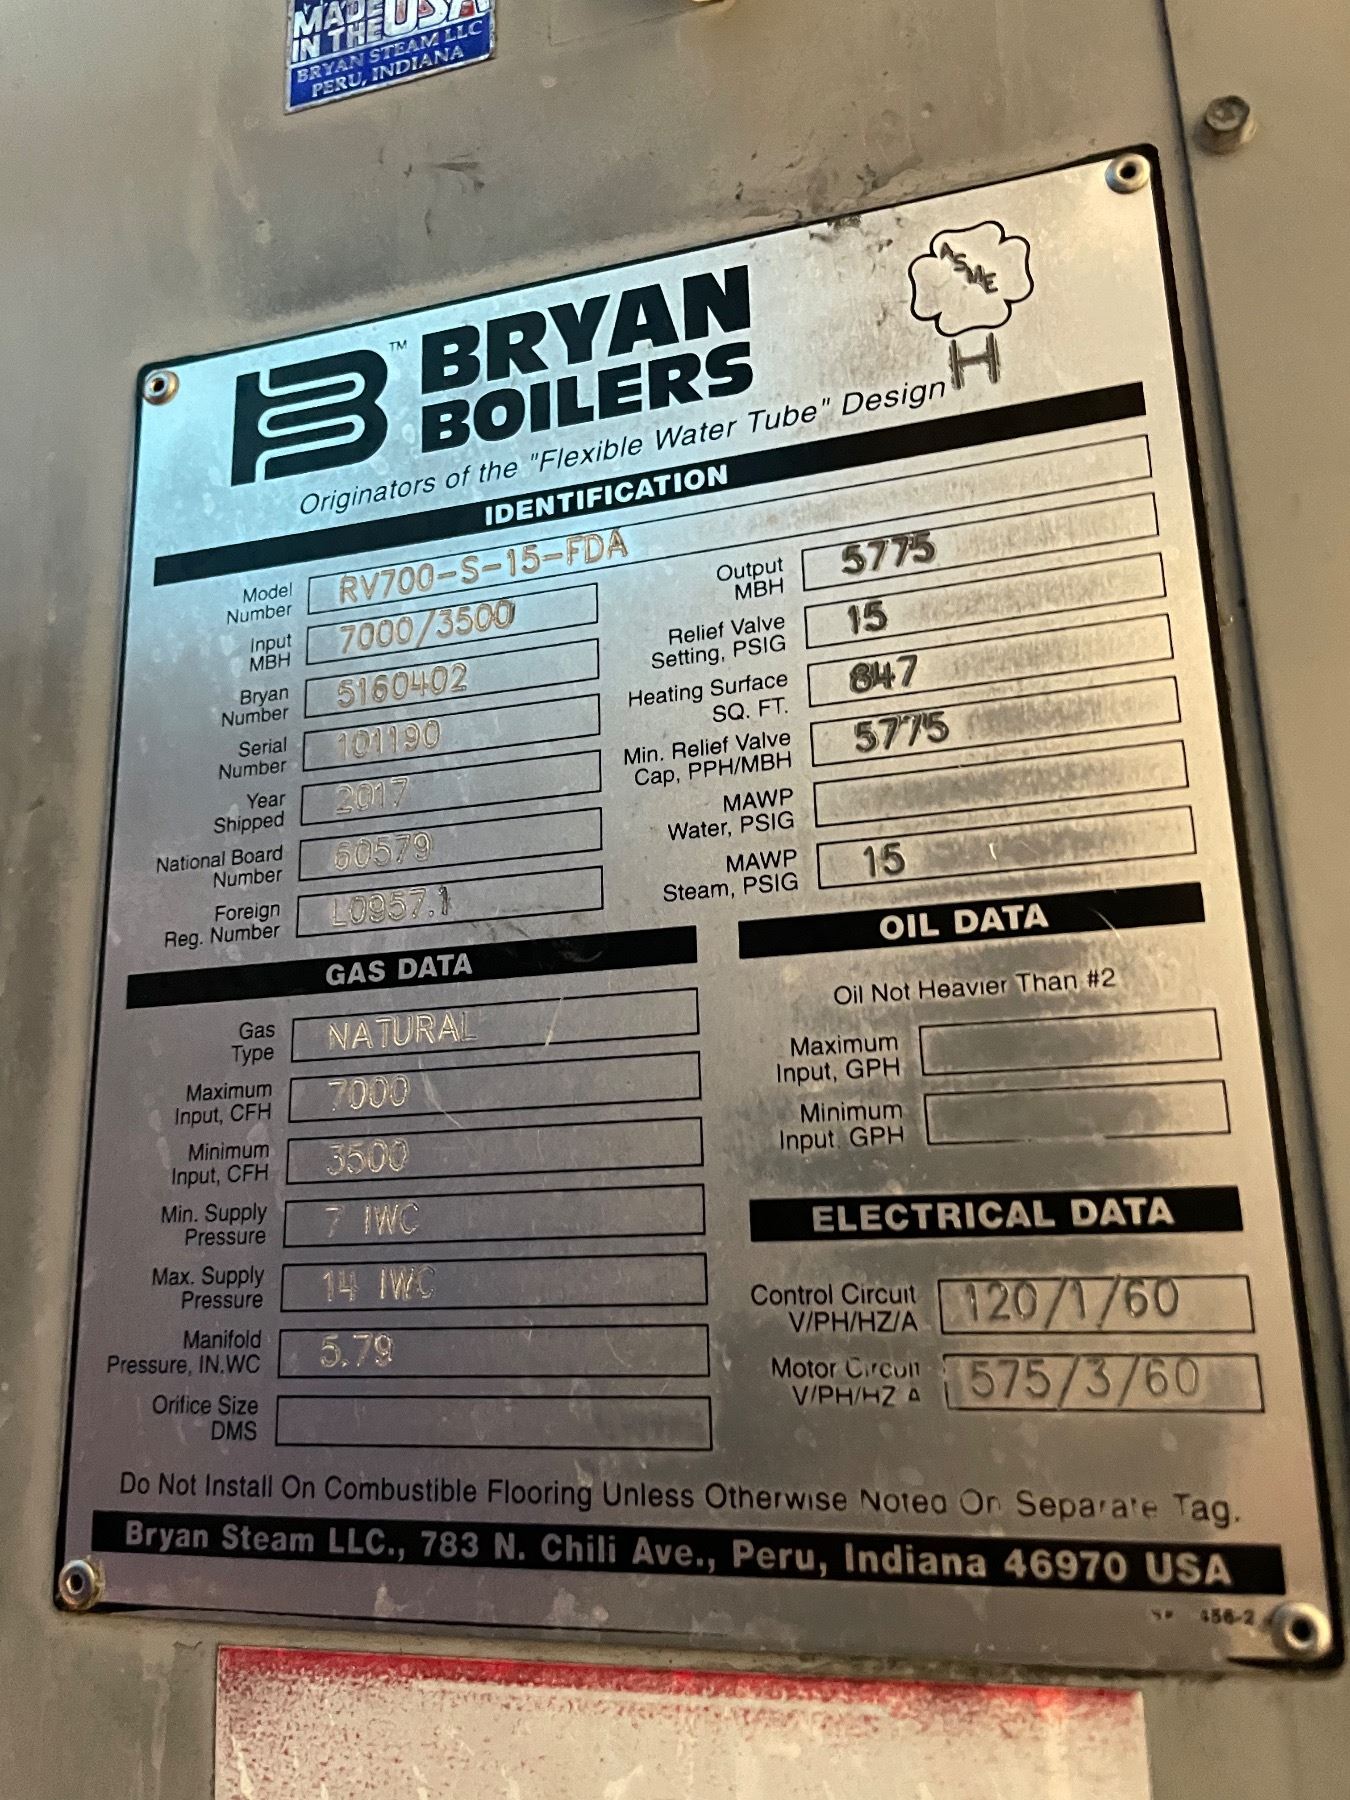 MADE
IN THE USA
BRYAN STEAM LLC
PERU, INDIANA
ASME
H
™ BRYAN
BOILERS
Originators of the "Flexible Water Tube" Design
IDENTIFICATION
Model
Number
RV700-S-15-FDA
Input
MBH
7000/3500
Bryan
Number
5160402
Serial
Number
101190
Year
Shipped
2017
National Board
Number
60579
Foreign
Reg. Number
L0957.1
Output
MBH
5775
Relief Valve
Setting, PSIG
15
Heating Surface
SQ. FT.
847
Min. Relief Valve
Cap, PPH/MBH
5775
MAWP
Water, PSIG
MAWP
Steam, PSIG
15
GAS DATA
Gas
Type
NATURAL
Maximum
Input, CFH
7000
Minimum
Input, CFH
3500
Min. Supply
Pressure
7 IWC
Max. Supply
Pressure
14 IWC
Manifold
Pressure, IN.WC
5.79
Orifice Size
DMS
OIL DATA
Oil Not Heavier Than #2
Maximum
Input, GPH
Minimum
Input GPH
ELECTRICAL DATA
Control Circuit
V/PH/HZ/A
120/1/60
Motor Circuit
V/PH/HZ A
575/3/60
Do Not Install On Combustible Flooring Unless Otherwise Noted On Separate Tag.
Bryan Steam LLC., 783 N. Chili Ave., Peru, Indiana 46970 USA